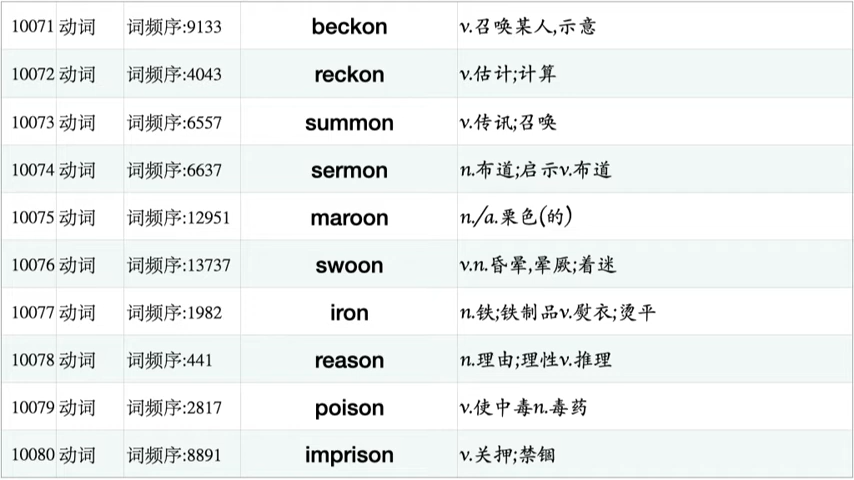 10071 动词 词频序:9133 beckon v.召唤某人,示意
10072 动词 词频序:4043 reckon v.估计;计算
10073 动词 词频序:6557 summon v.传讯;召唤
10074 动词 词频序:6637 sermon n.布道;启示v.布道
10075 动词 词频序:12951 maroon n./a.栗色(的)
10076 动词 词频序:13737 swoon v.n.昏晕,晕厥;着迷
10077 动词 词频序:1982 iron n.铁;铁制品v.熨衣;烫平
10078 动词 词频序:441 reason n.理由;理性v.推理
10079 动词 词频序:2817 poison v.使中毒n.毒药
10080 动词 词频序:8891 imprison v.关押;禁锢